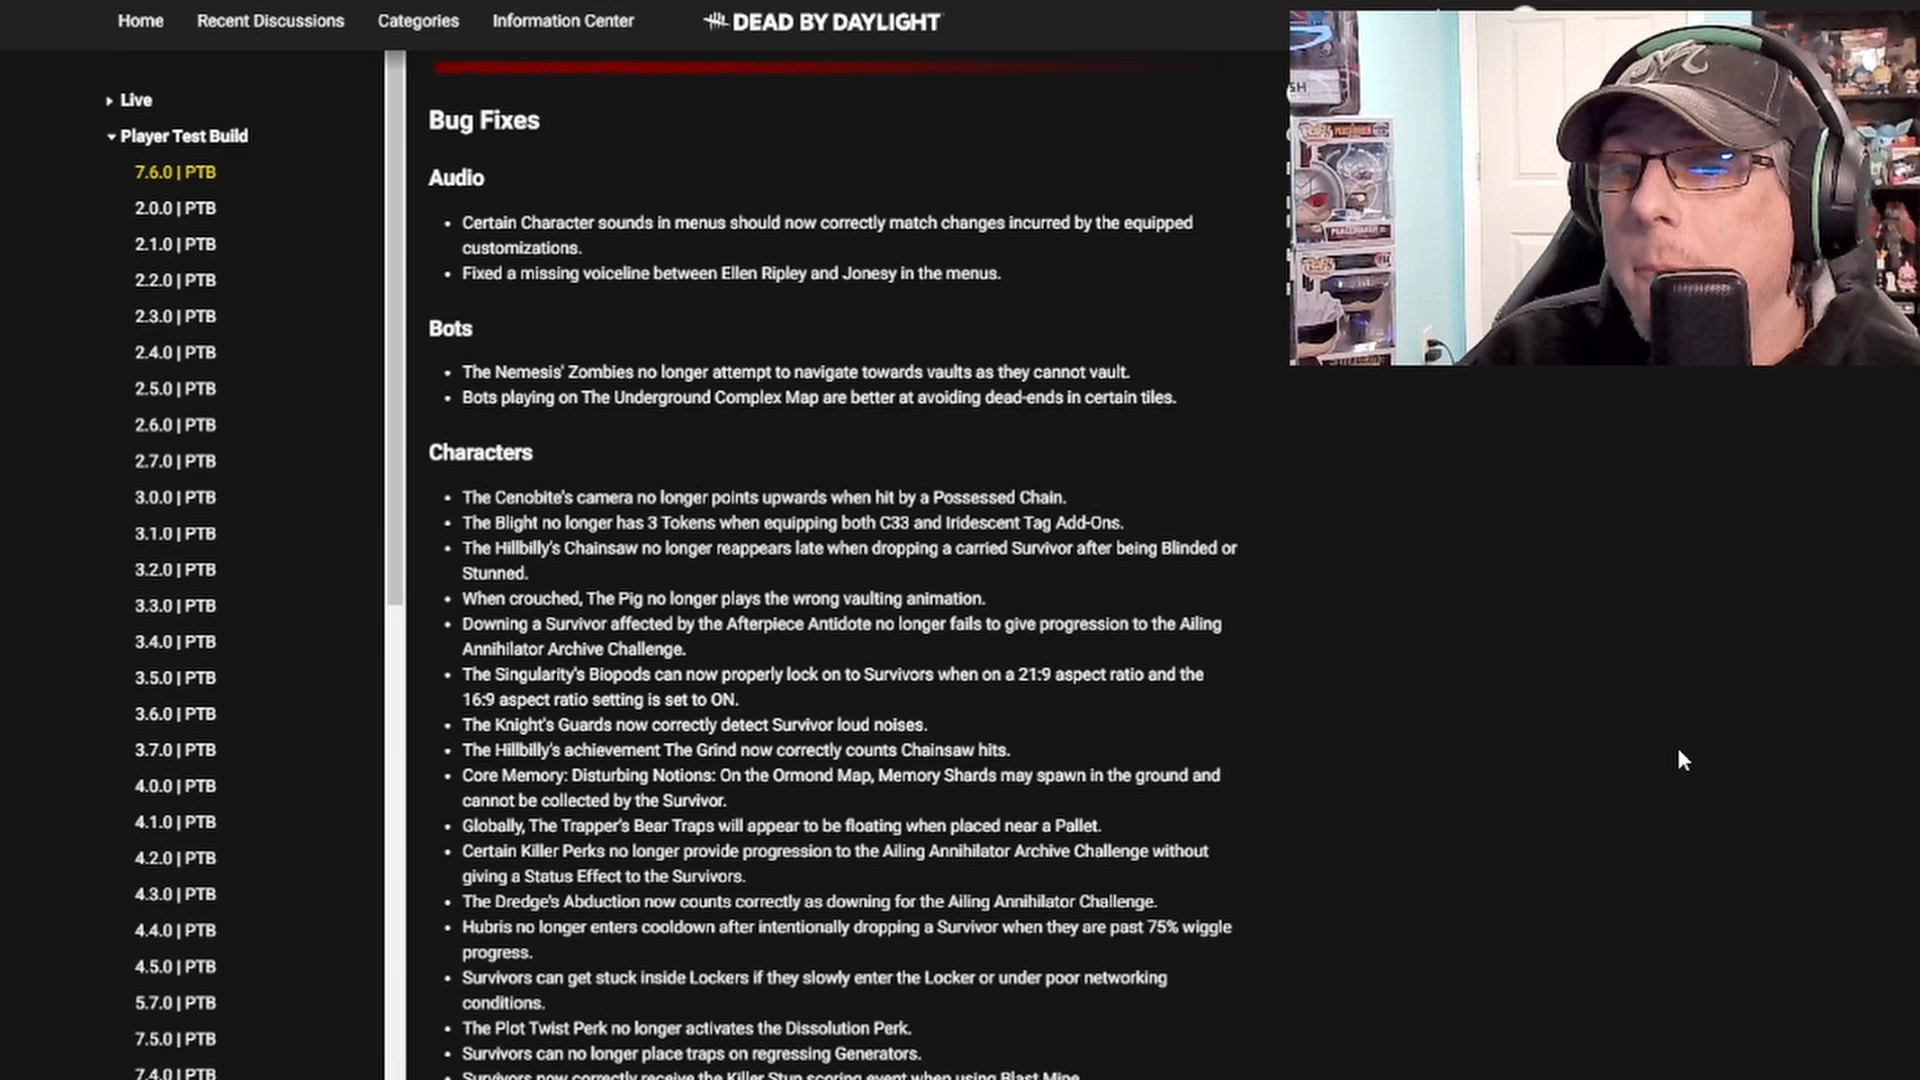 Home Recent Discussions Categories Information Center DEAD BY DAYLIGHT
Live
Player Test Build
7.6.0 | PTB
2.0.0 | PTB
2.1.0 | PTB
2.2.0 | PTB
2.3.0 | PTB
2.4.0 | PTB
2.5.0 | PTB
2.6.0 | PTB
2.7.0 | PTB
3.0.0 | PTB
3.1.0 | PTB
3.2.0 | PTB
3.3.0 | PTB
3.4.0 | PTB
3.5.0 | PTB
3.6.0 | PTB
3.7.0 | PTB
4.0.0 | PTB
4.1.0 | PTB
4.2.0 | PTB
4.3.0 | PTB
4.4.0 | PTB
4.5.0 | PTB
5.7.0 | PTB
7.5.0 | PTB
7.4.0 | PTB
Bug Fixes
Audio
• Certain Character sounds in menus should now correctly match changes incurred by the equipped
customizations.
• Fixed a missing voiceline between Ellen Ripley and Jonesy in the menus.
Bots
• The Nemesis' Zombies no longer attempt to navigate towards vaults as they cannot vault.
• Bots playing on The Underground Complex Map are better at avoiding dead-ends in certain tiles.
Characters
• The Cenobite's camera no longer points upwards when hit by a Possessed Chain.
• The Blight no longer has 3 Tokens when equipping both C33 and Iridescent Tag Add-Ons.
• The Hillbilly's Chainsaw no longer reappears late when dropping a carried Survivor after being Blinded or
Stunned.
• When crouched, The Pig no longer plays the wrong vaulting animation.
• Downing a Survivor affected by the Afterpiece Antidote no longer fails to give progression to the Ailing
Annihilator Archive Challenge.
• The Singularity's Biopods can now properly lock on to Survivors when on a 21:9 aspect ratio and the
16:9 aspect ratio setting is set to ON.
• The Knight's Guards now correctly detect Survivor loud noises.
• The Hillbilly's achievement The Grind now correctly counts Chainsaw hits.
• Core Memory: Disturbing Notions: On the Ormond Map, Memory Shards may spawn in the ground and
cannot be collected by the Survivor.
• Globally, The Trapper's Bear Traps will appear to be floating when placed near a Pallet.
• Certain Killer Perks no longer provide progression to the Ailing Annihilator Archive Challenge without
giving a Status Effect to the Survivors.
• The Dredge's Abduction now counts correctly as downing for the Ailing Annihilator Challenge.
• Hubris no longer enters cooldown after intentionally dropping a Survivor when they are past 75% wiggle
progress.
• Survivors can get stuck inside Lockers if they slowly enter the Locker or under poor networking
conditions.
• The Plot Twist Perk no longer activates the Dissolution Perk.
• Survivors can no longer place traps on regressing Generators.
• Survivors now correctly receive the Killer Stun scoring event when using Blast Mine.